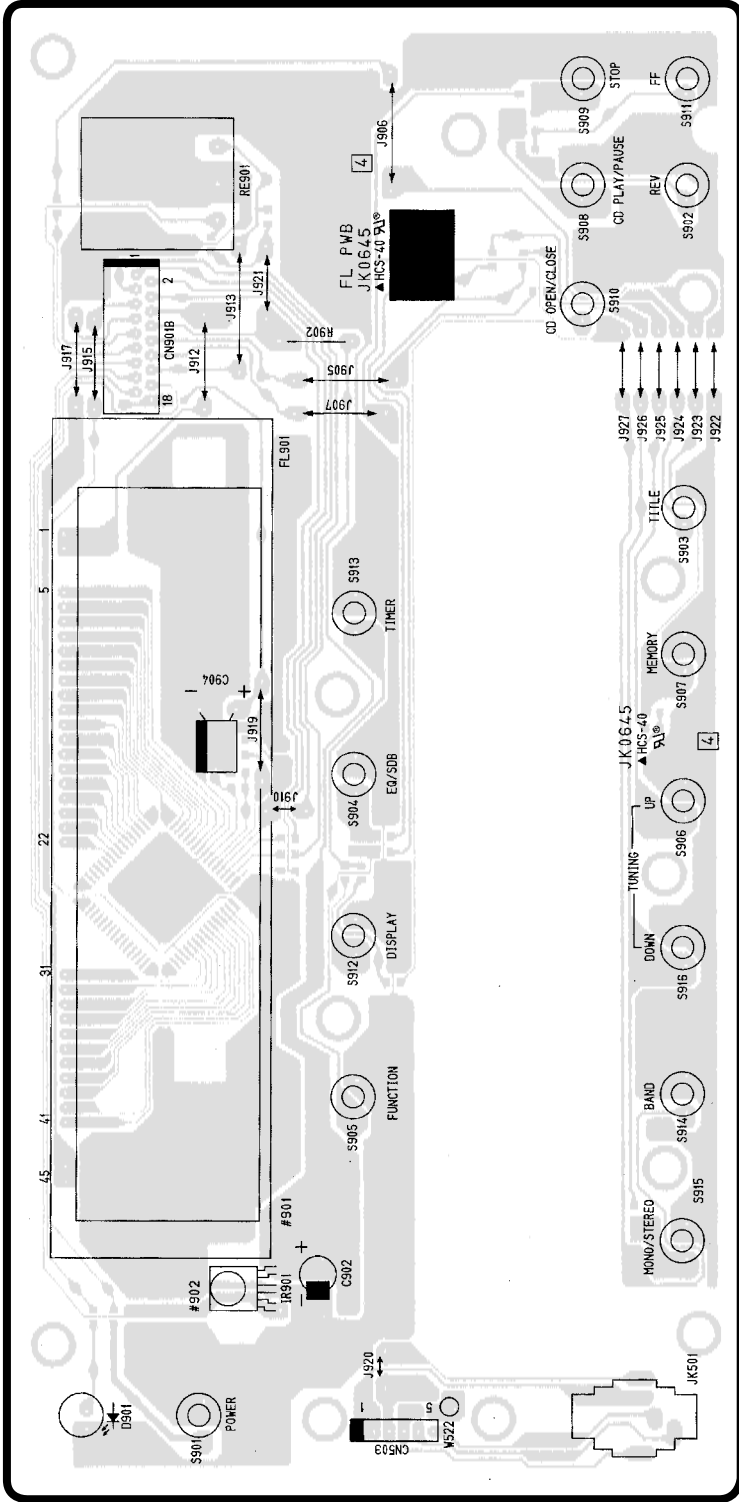 D901
S901
POWER
#902
IR901
C902
+
−
J920
1
5
CN503
W522
JK501
45
41
31
22
5
1
#901
FL901
C904
−
+
J919
J910
S905
FUNCTION
S912
DISPLAY
S904
EQ/SDB
S913
TIMER
J917
J915
18
CN901B
1
2
J912
J913
J921
R902
J905
J907
RE901
J906
4
FL PWB
JK0645
▲HCS-40
CD OPEN/CLOSE
S910
S908
CD PLAY/PAUSE
S909
STOP
REV
S902
FF
S911
J927
J926
J925
J924
J923
J922
MONO/STEREO
S915
BAND
S914
TUNING
DOWN
S916
UP
S906
JK0645
▲HCS-40
4
MEMORY
S907
TITLE
S903